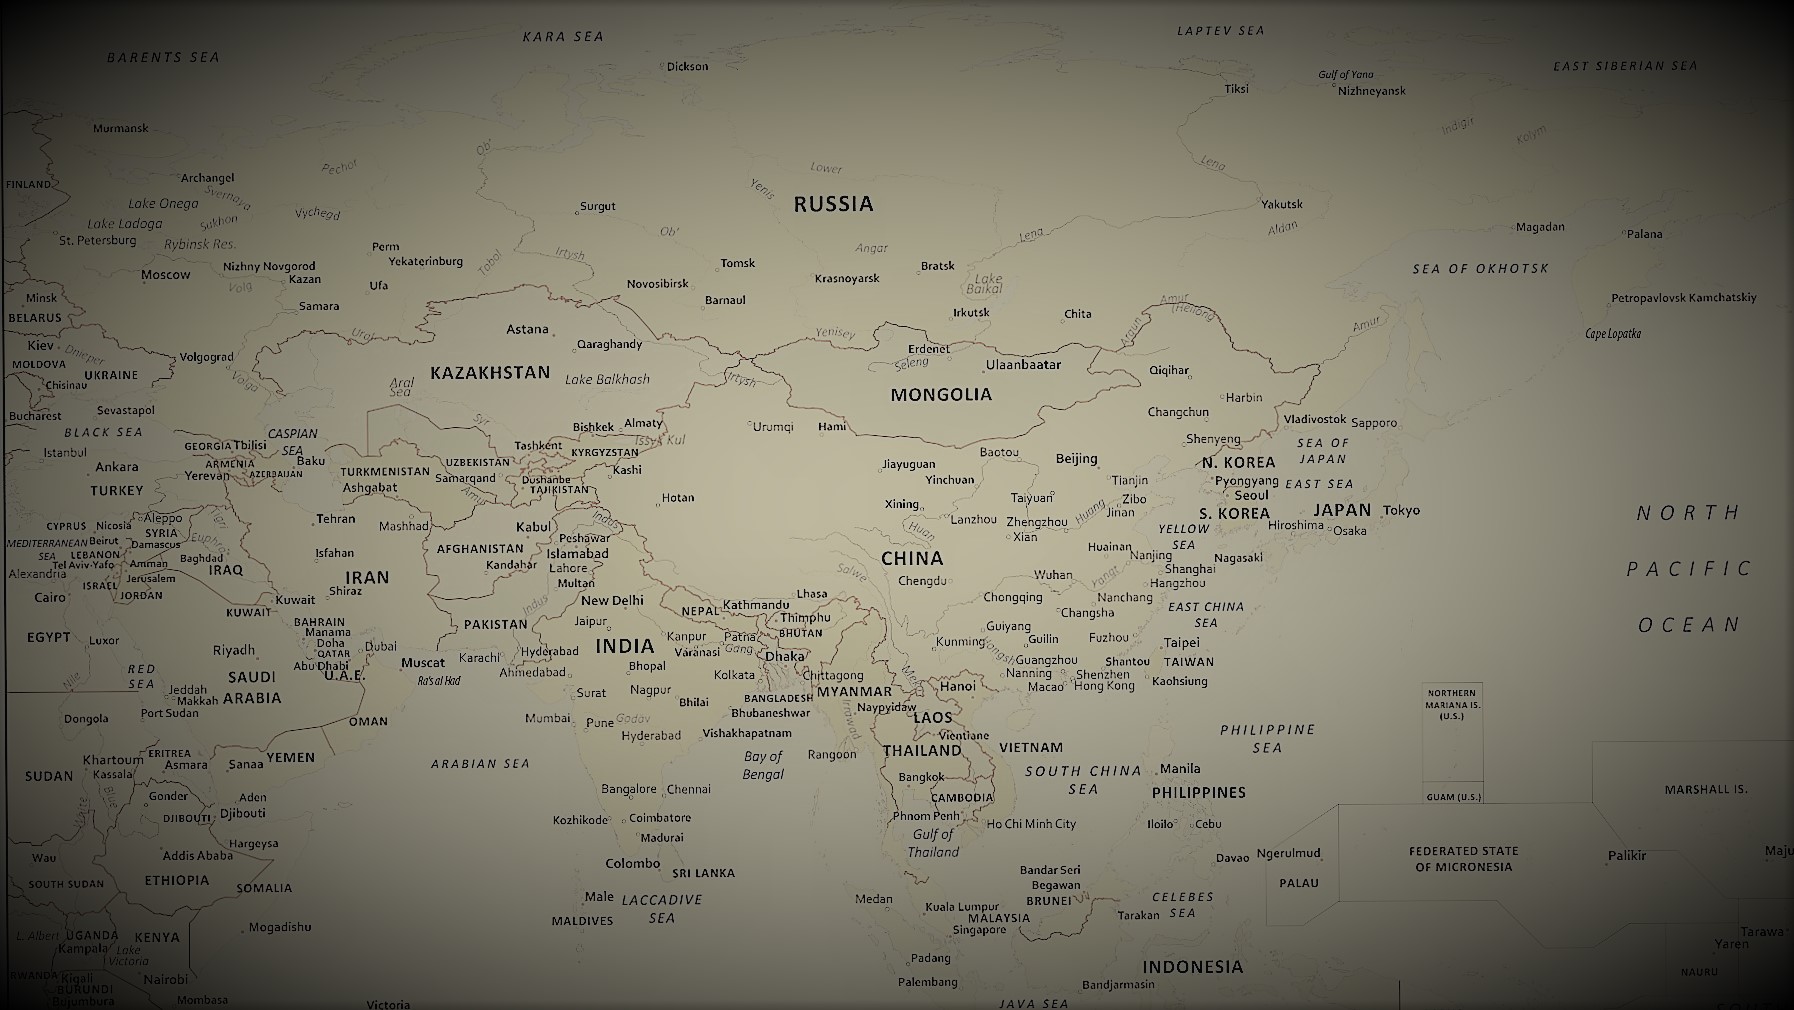 KARA SEA
LAPTEV SEA
BARENTS SEA
EAST SIBERIAN SEA
Dickson
Gulf of Yana
Tiksi
Nizhneyansk
Murmansk
Indigir
Kolym
Ob'
Pechor
Lower
Lena
Archangel
FINLAND
Svernaya
Yenis
RUSSIA
Lake Onega
Surgut
Yakutsk
Vychegd
Lake Ladoga
Sukhon
Aldan
Magadan
Ob'
Lena
Palana
St. Petersburg
Rybinsk Res.
Perm
Angar
Irtysh
Yekaterinburg
Tobol
Nizhny Novgorod
Tomsk
Bratsk
SEA OF OKHOTSK
Moscow
Kazan
Krasnoyarsk
Lake
Baikal
Volg
Ufa
Novosibirsk
Minsk
Barnaul
Petropavlovsk Kamchatskiy
Samara
Amur
(Heilong
BELARUS
Irkutsk
Chita
Astana
Ural
Yenisey
Argun
Amur
Cape Lopatka
Kiev
Dnieper
Qaraghandy
Erdenet
Volgograd
MOLDOVA
Seleng
Ulaanbaatar
UKRAINE
KAZAKHSTAN
Lake Balkhash
Irtysh
Qiqihar
Volga
Chisinau
Aral
Sea
MONGOLIA
Harbin
Sevastapol
Changchun
Bucharest
Syr
Almaty
Bishkek
Urumqi
Hami
Vladivostok
Sapporo
BLACK SEA
CASPIAN
SEA
GEORGIA
Tbilisi
Tashkent
Issyk Kul
Shenyeng
SEA OF
JAPAN
Istanbul
KYRGYZSTAN
Baotou
Beijing
N. KOREA
ARMENIA
Baku
UZBEKISTAN
Ankara
Yerevan
AZERBAIJAN
TURKMENISTAN
Samarqand
Dushanbe
Kashi
Jiayuguan
Yinchuan
Tianjin
Pyongyang
EAST SEA
TURKEY
Ashgabat
Amu
TAJIKISTAN
Hotan
Taiyuan
Zibo
Seoul
Xining
Huang
Jinan
S. KOREA
JAPAN
Tokyo
NORTH
PACIFIC
OCEAN
CYPRUS
Nicosia
Aleppo
Tigri
Tehran
Mashhad
Kabul
Indus
Lanzhou
Zhengzhou
Hiroshima
Osaka
SYRIA
Huan
Xian
YELLOW
SEA
MEDITERRANEAN
SEA
Beirut
Damascus
Euphra
Peshawar
LEBANON
Isfahan
AFGHANISTAN
Islamabad
CHINA
Huainan
Nanjing
Nagasaki
Tel Aviv-Yafo
Amman
Baghdad
Kandahar
Lahore
Salwe
Shanghai
Alexandria
Jerusalem
IRAQ
IRAN
Multan
Chengdu
Wuhan
Yangt
Hangzhou
ISRAEL
JORDAN
Shiraz
Cairo
KUWAIT
Kuwait
Indus
New Delhi
Lhasa
Chongqing
Nanchang
NEPAL
Kathmandu
Changsha
EAST CHINA
SEA
BAHRAIN
Manama
PAKISTAN
Jaipur
Thimphu
BHUTAN
Guiyang
EGYPT
Luxor
Doha
QATAR
Dubai
INDIA
Kanpur
Patna
Kunming
Guilin
Fuzhou
Taipei
Riyadh
Hyderabad
Varanasi
Gang
Dhaka
Hongsh
Guangzhou
Shantou
TAIWAN
Abu Dhabi
Muscat
Karachi
Bhopal
Nanning
Shenzhen
RED
SEA
SAUDI
ARABIA
U.A.E.
Ra's al Had
Ahmedabad
Kolkata
Chittagong
Mekon
Hanoi
Macao
Hong Kong
Kaohsiung
Nile
Jeddah
Makkah
Surat
Nagpur
Bhilai
BANGLADESH
MYANMAR
NORTHERN
MARIANA IS.
(U.S.)
Port Sudan
Bhubaneshwar
Naypyidaw
Dongola
OMAN
Mumbai
Pune
Godav
Irrawad
LAOS
Hyderabad
Vishakhapatnam
Vientiane
PHILIPPINE
SEA
ERITREA
Khartoum
YEMEN
Bay of
Bengal
Rangoon
THAILAND
VIETNAM
Asmara
Sanaa
ARABIAN SEA
SUDAN
Kassala
Bangkok
SOUTH CHINA
SEA
Manila
White
Blue
Gonder
Aden
Bangalore
Chennai
CAMBODIA
PHILIPPINES
GUAM (U.S.)
MARSHALL IS.
DJIBOUTI
Djibouti
Kozhikode
Coimbatore
Phnom Penh
Ho Chi Minh City
Iloilo
Cebu
Hargeysa
Madurai
Gulf of
Thailand
Wau
Addis Ababa
Colombo
Davao
Ngerulmud
FEDERATED STATE
OF MICRONESIA
Palikir
Maju
ETHIOPIA
SRI LANKA
Bandar Seri
Begawan
PALAU
SOUTH SUDAN
SOMALIA
Male
LACCADIVE
SEA
Medan
BRUNEI
CELEBES
SEA
MALDIVES
Kuala Lumpur
MALAYSIA
Tarakan
Mogadishu
Singapore
L. Albert
UGANDA
KENYA
Tarawa
Kampala
Lake
Victoria
Yaren
Padang
INDONESIA
RWANDA
Kigali
Nairobi
Palembang
NAURU
BURUNDI
Bujumbura
Bandjarmasin
Mombasa
Victoria
JAVA SEA